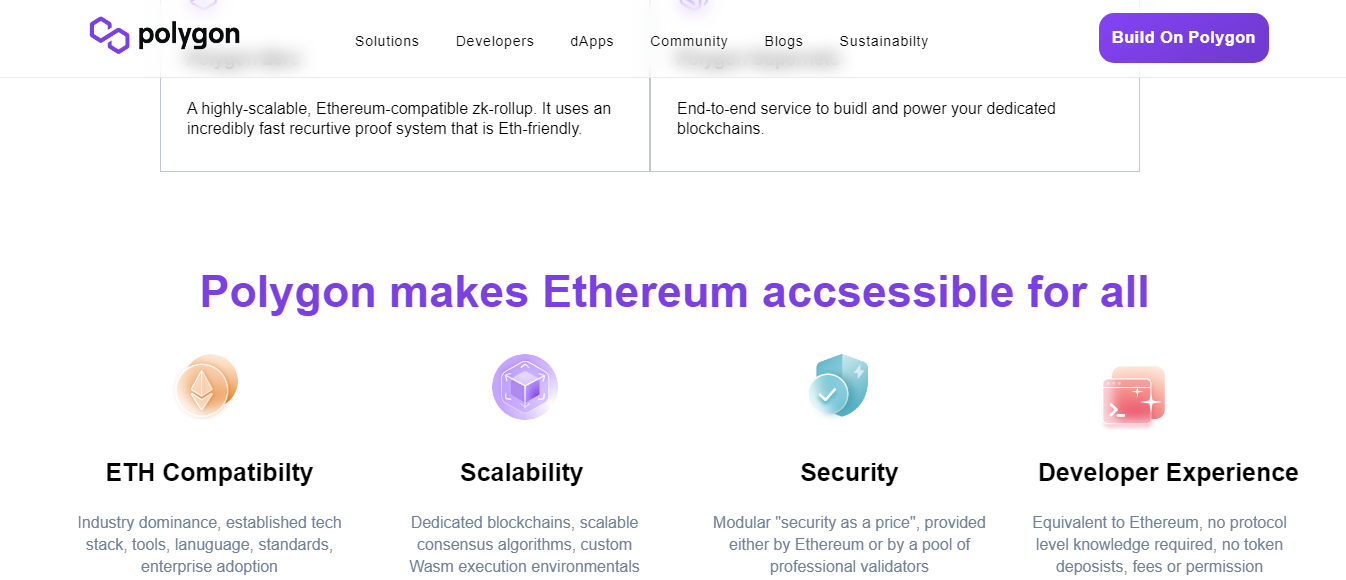 polygon
Solutions Developers dApps Community Blogs Sustainabilty
Build On Polygon
A highly-scalable, Ethereum-compatible zk-rollup. It uses an
incredibly fast recurtive proof system that is Eth-friendly.
End-to-end service to buidl and power your dedicated
blockchains.
Polygon makes Ethereum accsessible for all
ETH Compatibilty
Industry dominance, established tech
stack, tools, lanuguage, standards,
enterprise adoption
Scalability
Dedicated blockchains, scalable
consensus algorithms, custom
Wasm execution environmentals
Security
Modular "security as a price", provided
either by Ethereum or by a pool of
professional validators
Developer Experience
Equivalent to Ethereum, no protocol
level knowledge required, no token
deposists, fees or permission